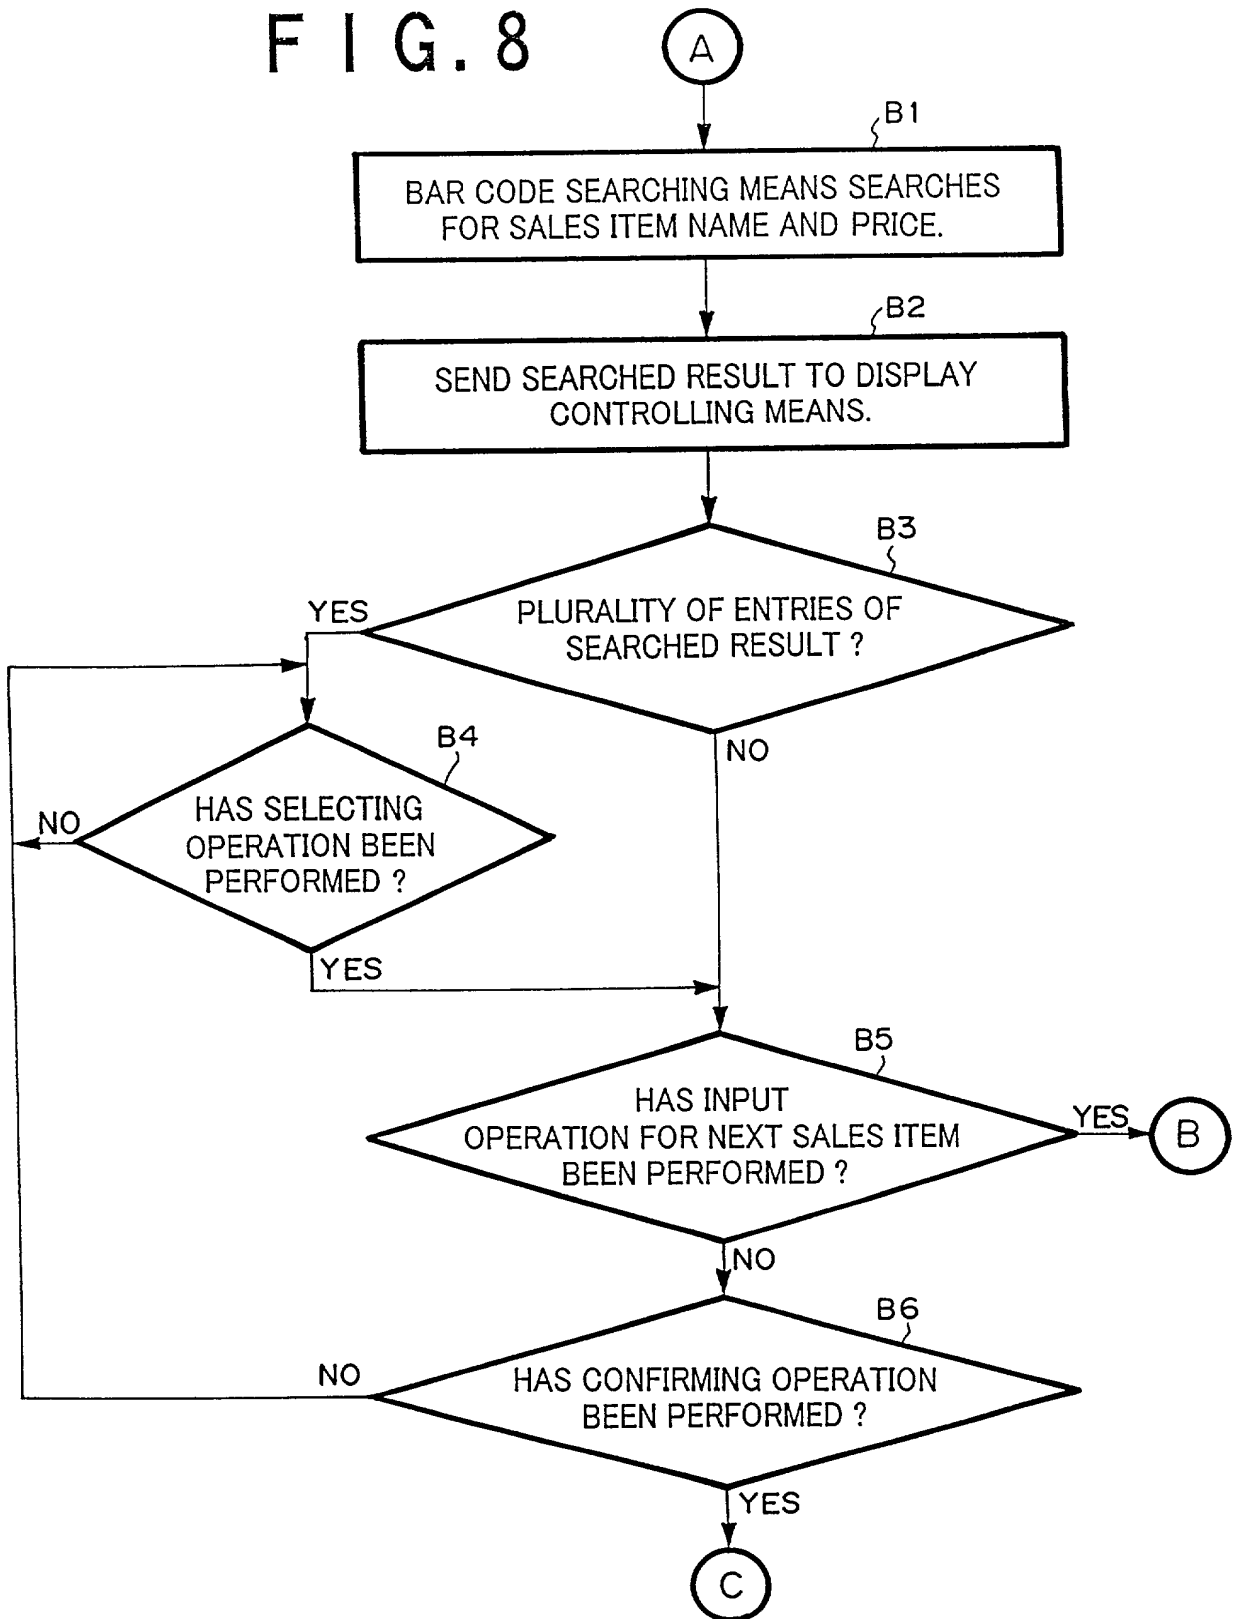 FIG. 8
A
B1
BAR CODE SEARCHING MEANS SEARCHES
FOR SALES ITEM NAME AND PRICE.
B2
SEND SEARCHED RESULT TO DISPLAY
CONTROLLING MEANS.
B3
YES
PLURALITY OF ENTRIES OF
SEARCHED RESULT ?
NO
B4
NO
HAS SELECTING
OPERATION BEEN
PERFORMED ?
YES
B5
HAS INPUT
OPERATION FOR NEXT SALES ITEM
BEEN PERFORMED ?
YES
B
NO
B6
NO
HAS CONFIRMING OPERATION
BEEN PERFORMED ?
YES
C